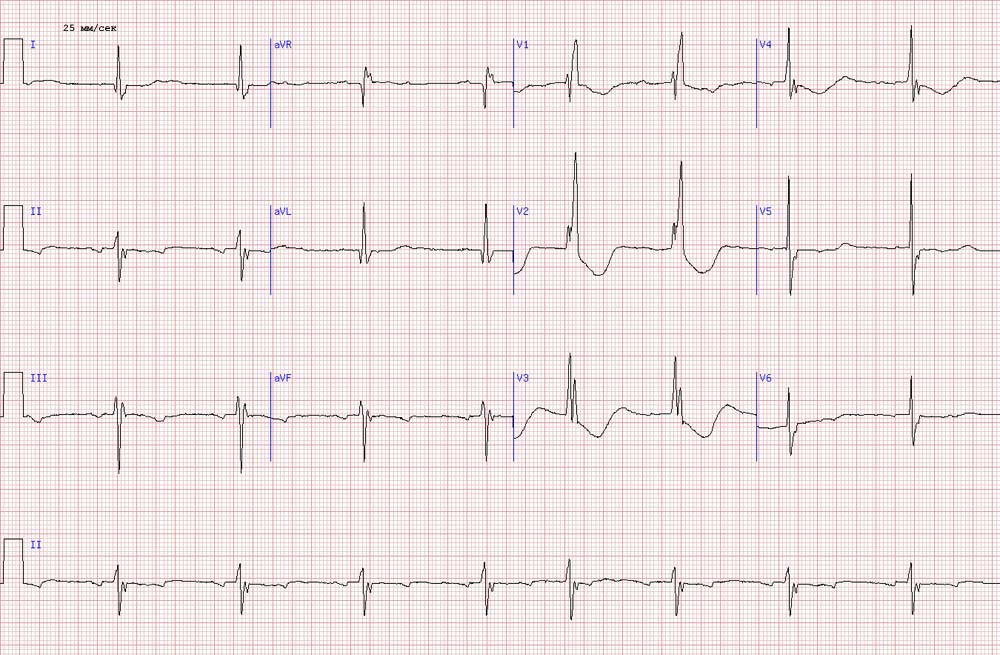 25 мм/сек
I aVR V1 V4
II aVL V2 V5
III aVF V3 V6
II